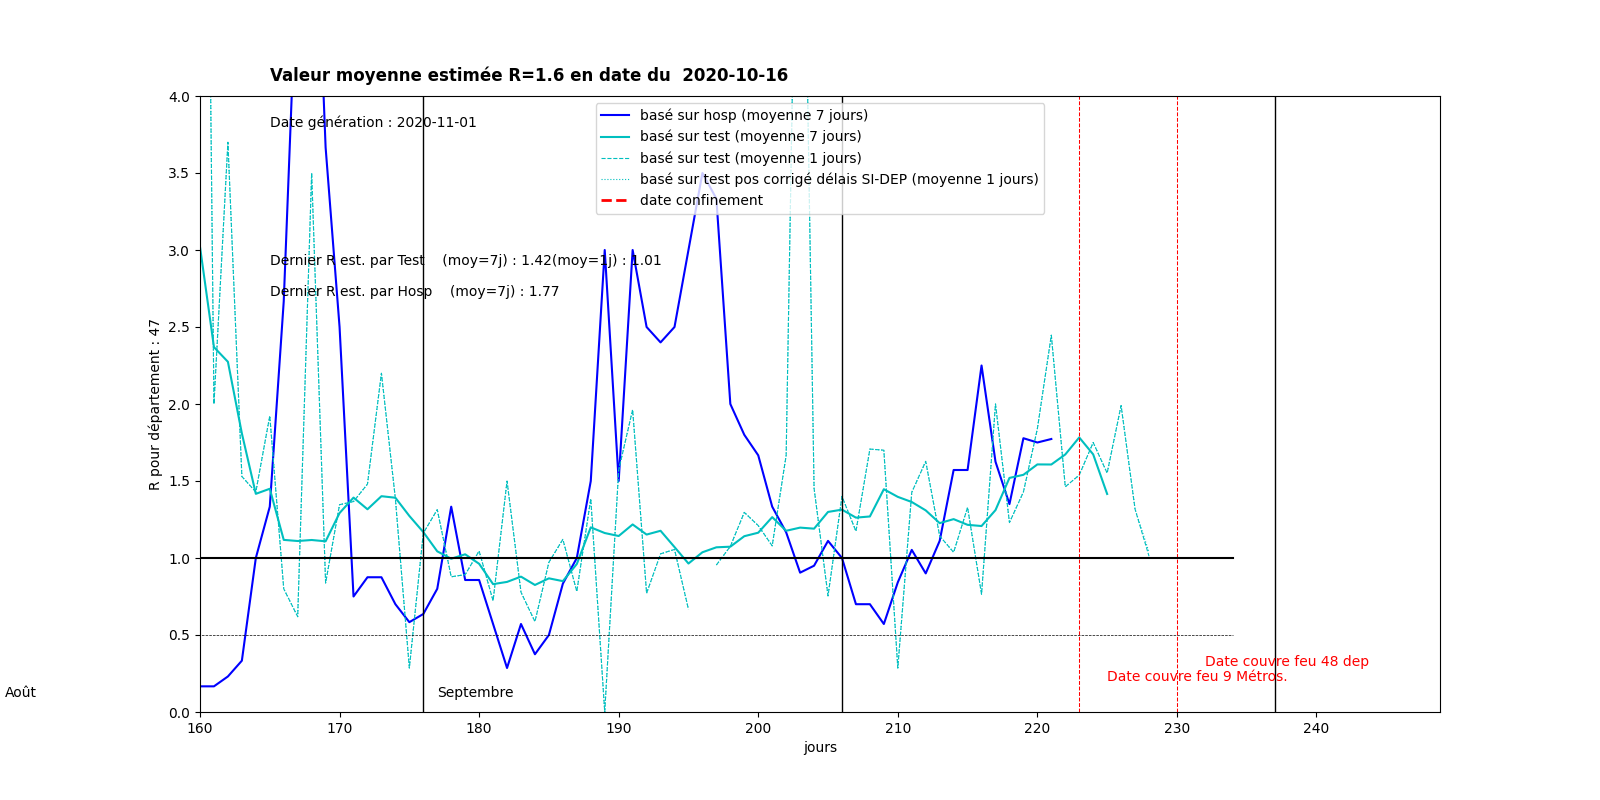 Valeur moyenne estimée R=1.6 en date du  2020-10-16
Date génération : 2020-11-01
basé sur hosp (moyenne 7 jours)
basé sur test (moyenne 7 jours)
basé sur test (moyenne 1 jours)
basé sur test pos corrigé délais SI-DEP (moyenne 1 jours)
date confinement
Dernier R est. par Test    (moy=7j) : 1.42(moy=1j) : 1.01
Dernier R est. par Hosp    (moy=7j) : 1.77
R pour département : 47
4.0
3.5
3.0
2.5
2.0
1.5
1.0
0.5
0.0
Date couvre feu 48 dep
Date couvre feu 9 Métros.
Août
Septembre
160 170 180 190 200 210 220 230 240
jours